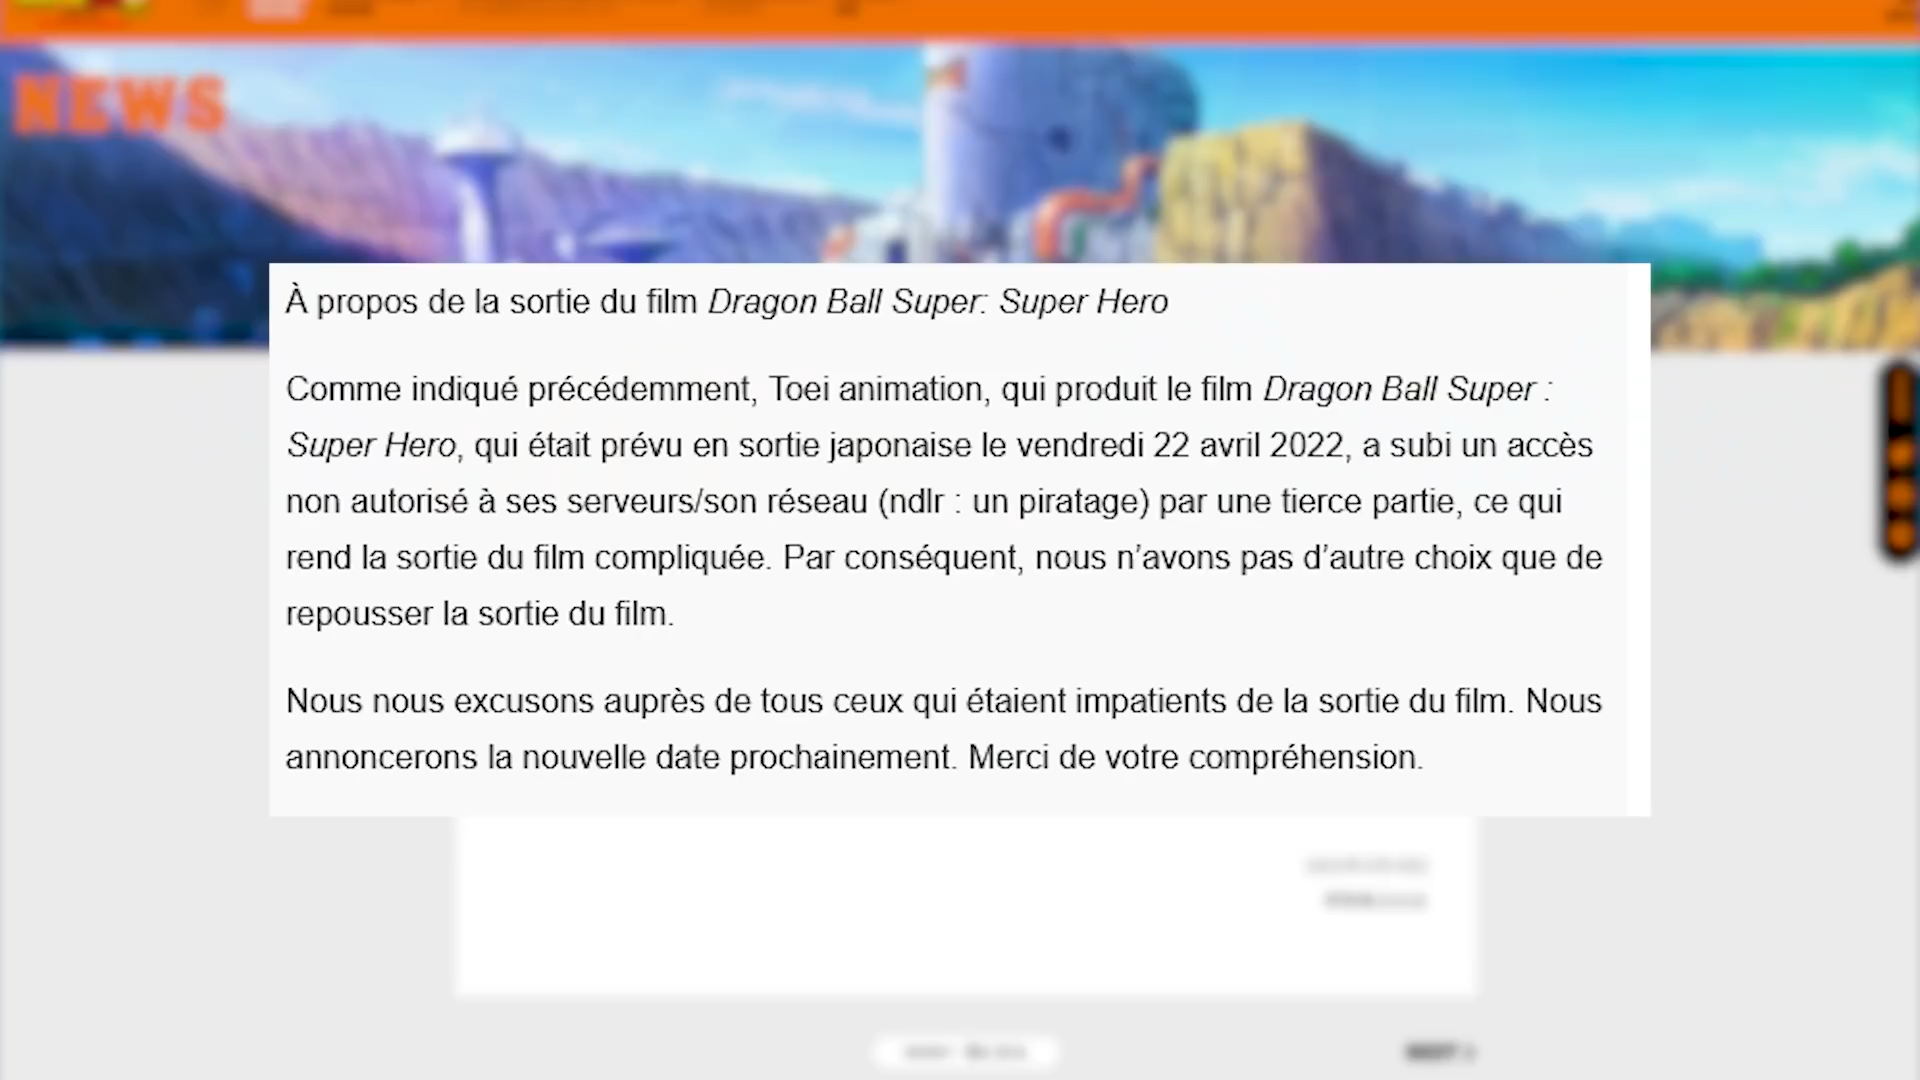 NEWS
À propos de la sortie du film Dragon Ball Super: Super Hero
Comme indiqué précédemment, Toei animation, qui produit le film Dragon Ball Super :
Super Hero, qui était prévu en sortie japonaise le vendredi 22 avril 2022, a subi un accès
non autorisé à ses serveurs/son réseau (ndlr : un piratage) par une tierce partie, ce qui
rend la sortie du film compliquée. Par conséquent, nous n’avons pas d’autre choix que de
repousser la sortie du film.
Nous nous excusons auprès de tous ceux qui étaient impatients de la sortie du film. Nous
annoncerons la nouvelle date prochainement. Merci de votre compréhension.